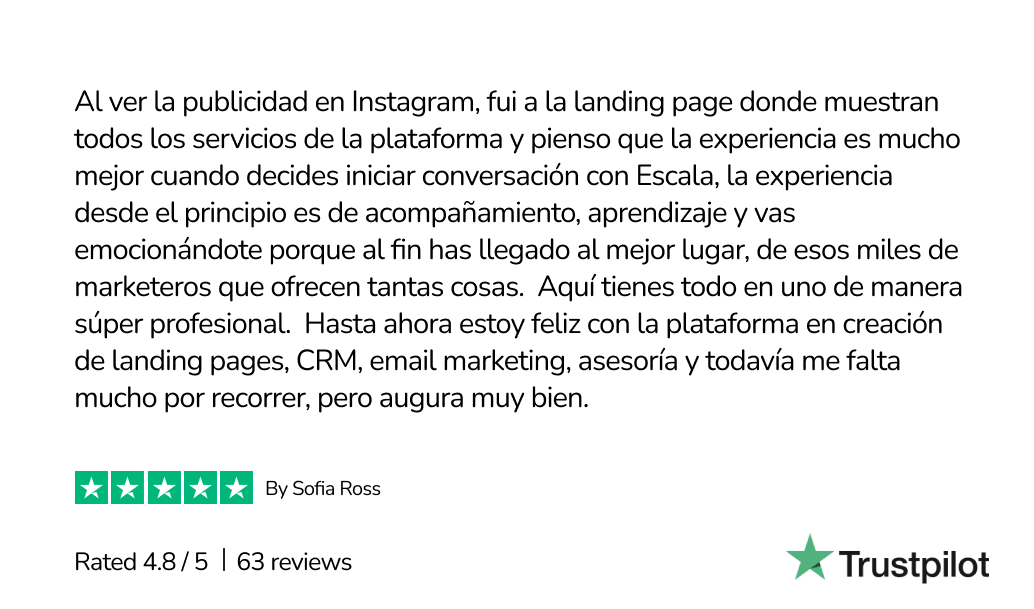 Al ver la publicidad en Instagram, fui a la landing page donde muestran
todos los servicios de la plataforma y pienso que la experiencia es mucho
mejor cuando decides iniciar conversación con Escala, la experiencia
desde el principio es de acompañamiento, aprendizaje y vas
emocionándote porque al fin has llegado al mejor lugar, de esos miles de
marketeros que ofrecen tantas cosas.  Aquí tienes todo en uno de manera
súper profesional.  Hasta ahora estoy feliz con la plataforma en creación
de landing pages, CRM, email marketing, asesoría y todavía me falta
mucho por recorrer, pero augura muy bien.
By Sofia Ross
Rated 4.8 / 5 | 63 reviews
Trustpilot